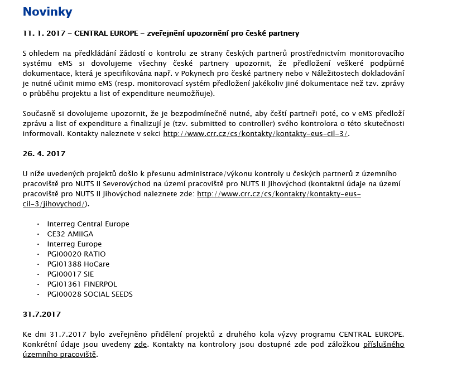 Novinky
11. 1. 2017 – CENTRAL EUROPE – zveřejnění upozornění pro české partnery
S ohledem na předkládání žádostí o kontrolu ze strany českých partnerů prostřednictvím monitorovacího
systému eMS si dovolujeme všechny české partnery upozornit, že předložení veškeré podpůrné
dokumentace, která je specifikována např. v Pokynech pro české partnery nebo v Náležitostech dokladování
je nutné učinit mimo eMS (resp. monitorovací systém předložení jakékoliv jiné dokumentace než tzv. zprávy
o průběhu projektu a list of expenditure neumožňuje).
Současně si dovolujeme upozornit, že je bezpodmínečně nutné, aby čeští partneři poté, co v eMS předloží
zprávu a list of expenditure a finalizují je (tzv. submitted to controller) svého kontrolora o této skutečnosti
informovali. Kontakty naleznete v sekci http://www.crr.cz/cs/kontakty/kontakty-eus-cil-3/.
26. 4. 2017
U níže uvedených projektů došlo k přesunu administrace/výkonu kontroly u českých partnerů z územního
pracoviště pro NUTS II Severovýchod na území pracoviště pro NUTS II Jihovýchod (kontaktní údaje na území
pracoviště pro NUTS II Jihovýchod naleznete zde: http://www.crr.cz/cs/kontakty/kontakty-eus-
cil-3/jihovychod/).
- Interreg Central Europe
- CE32 AMIIGA
- Interreg Europe
- PGI00020 RATIO
- PGI01388 HoCare
- PGI00017 SIE
- PGI01361 FINERPOL
- PGI00028 SOCIAL SEEDS
31.7.2017
Ke dni 31.7.2017 bylo zveřejněno přidělení projektů z druhého kola výzvy programu CENTRAL EUROPE.
Konkrétní údaje jsou uvedeny zde. Kontakty na kontrolory jsou dostupné zde pod záložkou příslušného
územního pracoviště.